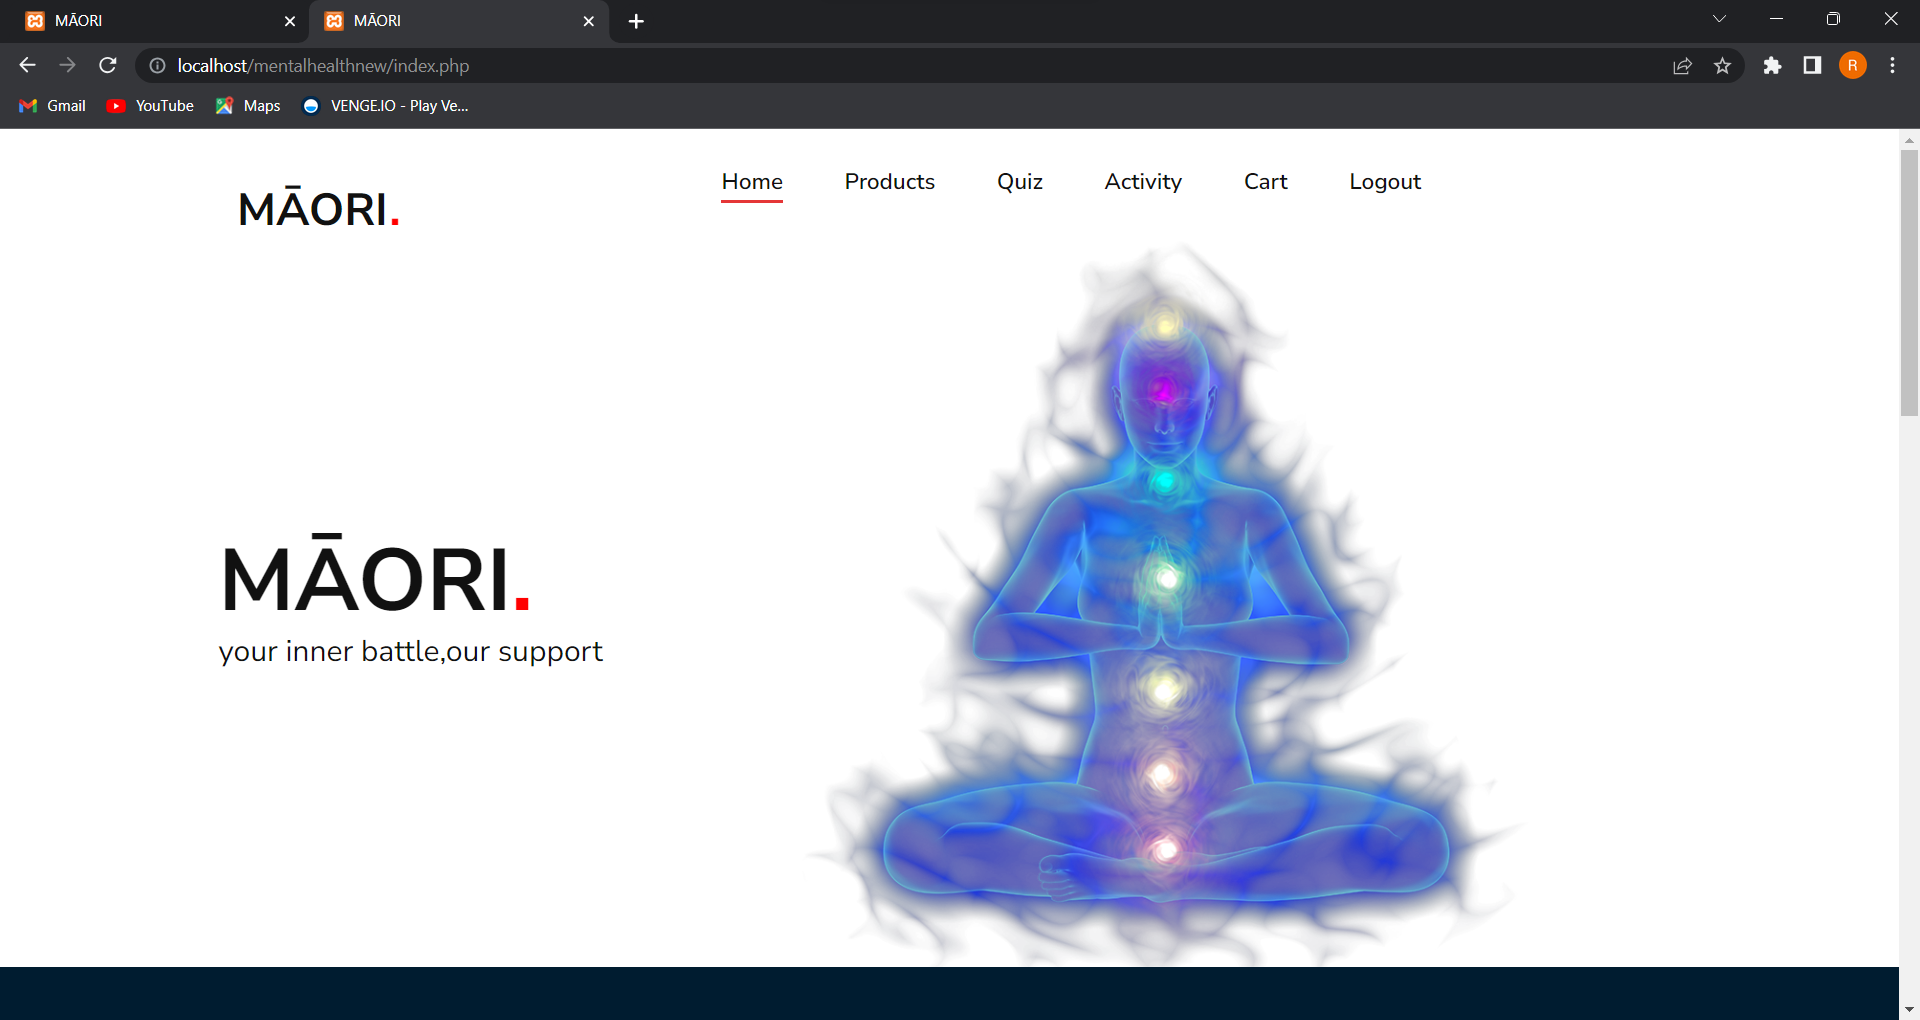 MĀORI
MĀORI
localhost/mentalhealthnew/index.php
R
Gmail
YouTube
Maps
VENGE.IO - Play Ve...
MĀORI.
Home
Products
Quiz
Activity
Cart
Logout
MĀORI.
your inner battle,our support